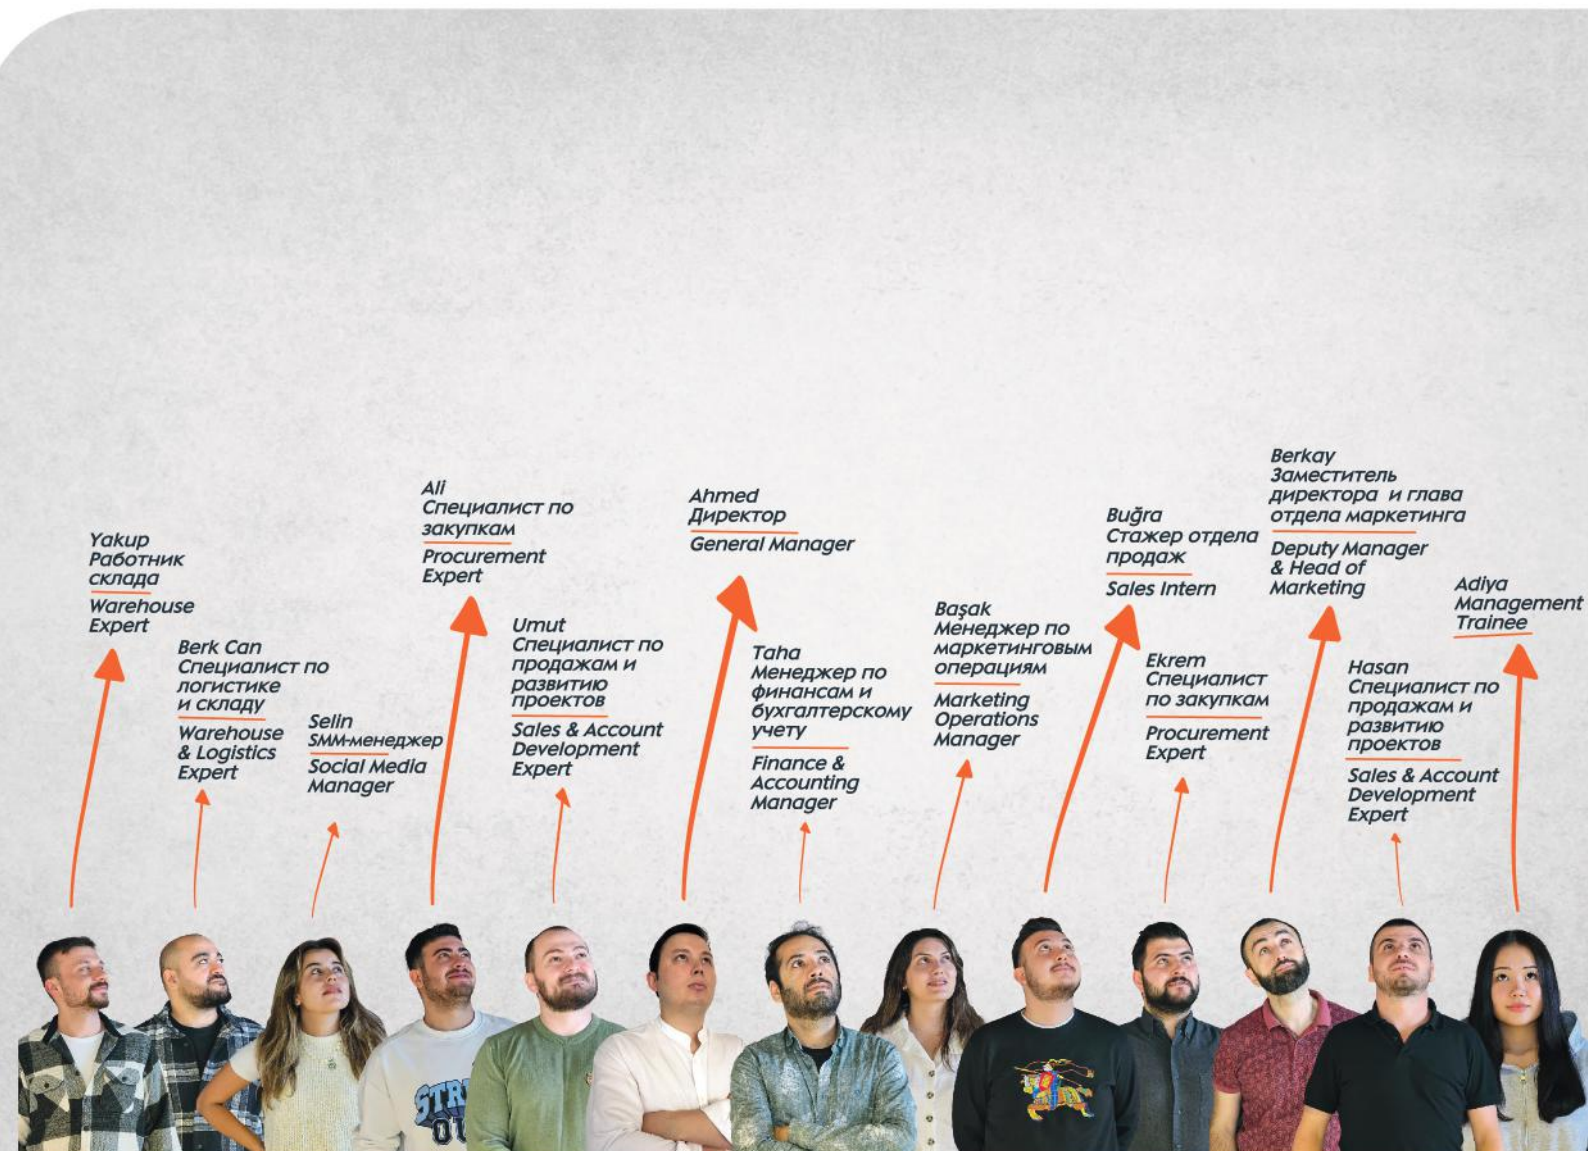 Yakup
Работник
склада
Warehouse
Expert
Berk Can
Специалист по
логистике
и складу
Warehouse
& Logistics
Expert
Selin
SMM-менеджер
Social Media
Manager
Ali
Специалист по
закупкам
Procurement
Expert
Umut
Специалист по
продажам и
развитию
проектов
Sales & Account
Development
Expert
Ahmed
Директор
General Manager
Taha
Менеджер по
финансам и
бухгалтерскому
учету
Finance &
Accounting
Manager
Başak
Менеджер по
маркетинговым
операциям
Marketing
Operations
Manager
Buğra
Стажер отдела
продаж
Sales Intern
Ekrem
Специалист
по закупкам
Procurement
Expert
Berkay
Заместитель
директора и глава
отдела маркетинга
Deputy Manager
& Head of
Marketing
Hasan
Специалист по
продажам и
развитию
проектов
Sales & Account
Development
Expert
Adiya
Management
Trainee